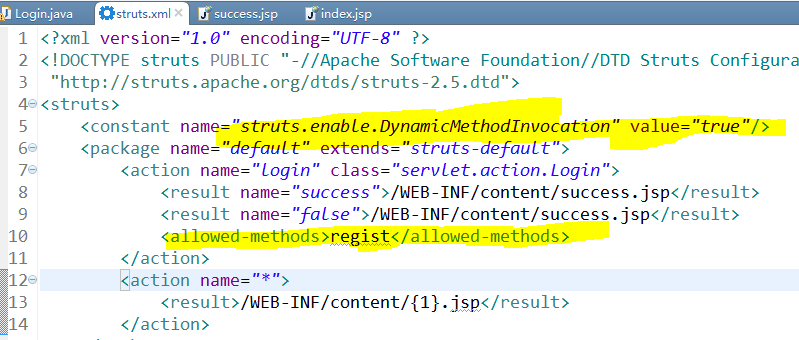 Login.java struts.xml success.jsp index.jsp
1 <?xml version="1.0" encoding="UTF-8" ?>
2 <!DOCTYPE struts PUBLIC "-//Apache Software Foundation//DTD Struts Configura
3 "http://struts.apache.org/dtds/struts-2.5.dtd">
4 <struts>
5 <constant name="struts.enable.DynamicMethodInvocation" value="true"/>
6 <package name="default" extends="struts-default">
7 <action name="login" class="servlet.action.Login">
8 <result name="success">/WEB-INF/content/success.jsp</result>
9 <result name="false">/WEB-INF/content/success.jsp</result>
10 <allowed-methods>regist</allowed-methods>
11 </action>
12 <action name="*">
13 <result>/WEB-INF/content/{1}.jsp</result>
14 </action>